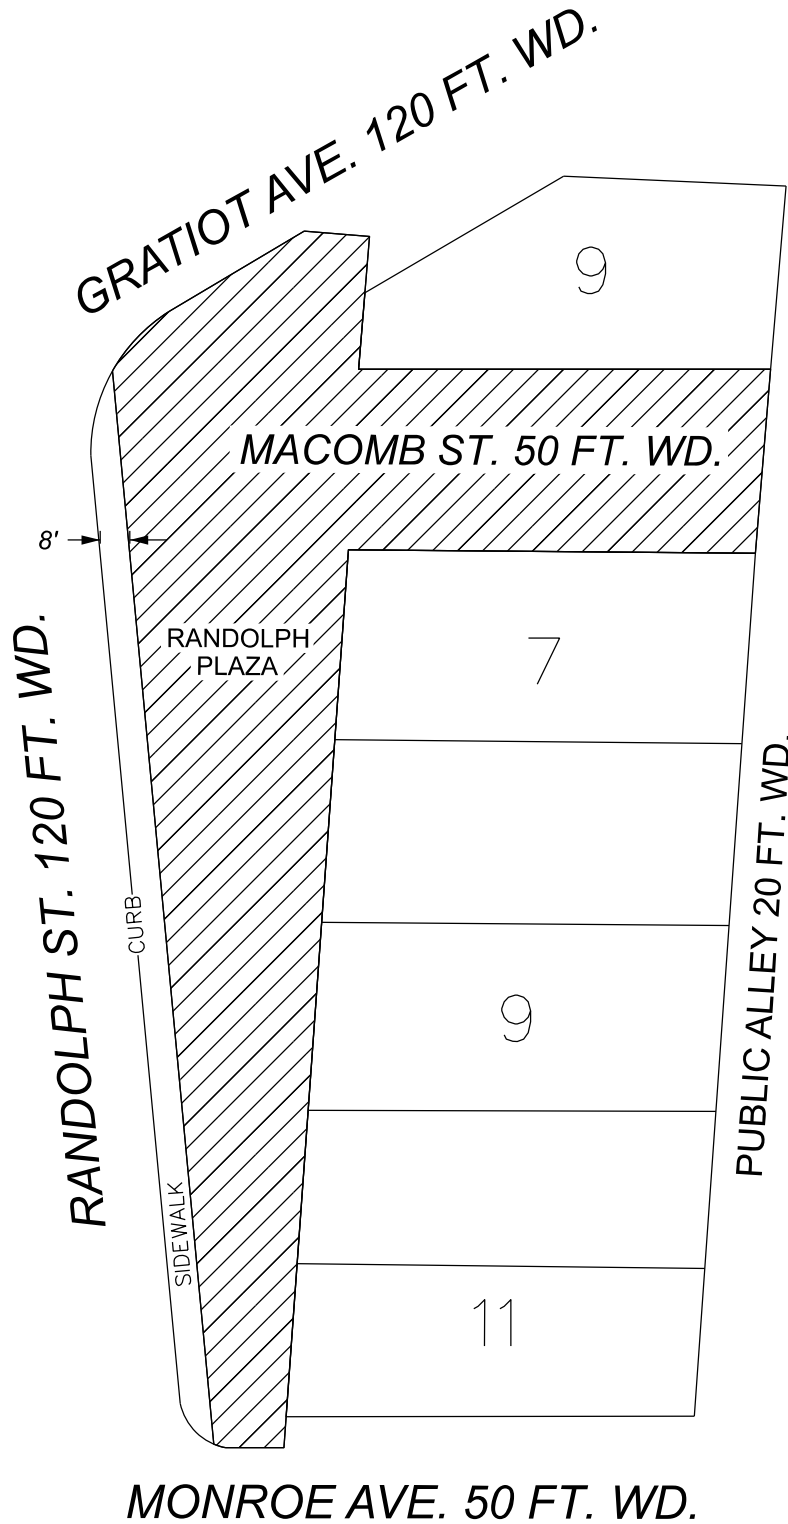 GRATIOT AVE. 120 FT. WD.
9
MACOMB ST. 50 FT. WD.
8'
RANDOLPH
PLAZA
7
RANDOLPH ST. 120 FT. WD.
PUBLIC ALLEY 20 FT. WD.
CURB
9
SIDEWALK
11
MONROE AVE. 50 FT. WD.